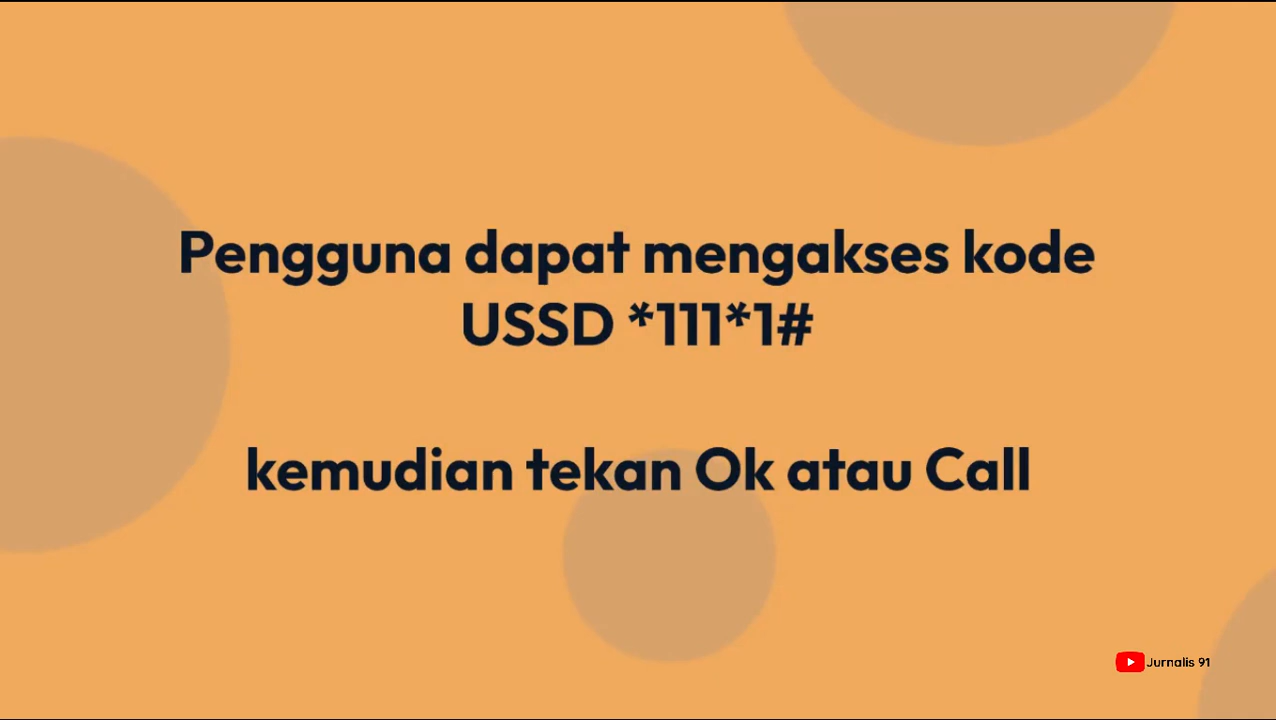 Pengguna dapat mengakses kode
USSD *111*1#
kemudian tekan Ok atau Call
Jurnalis 91